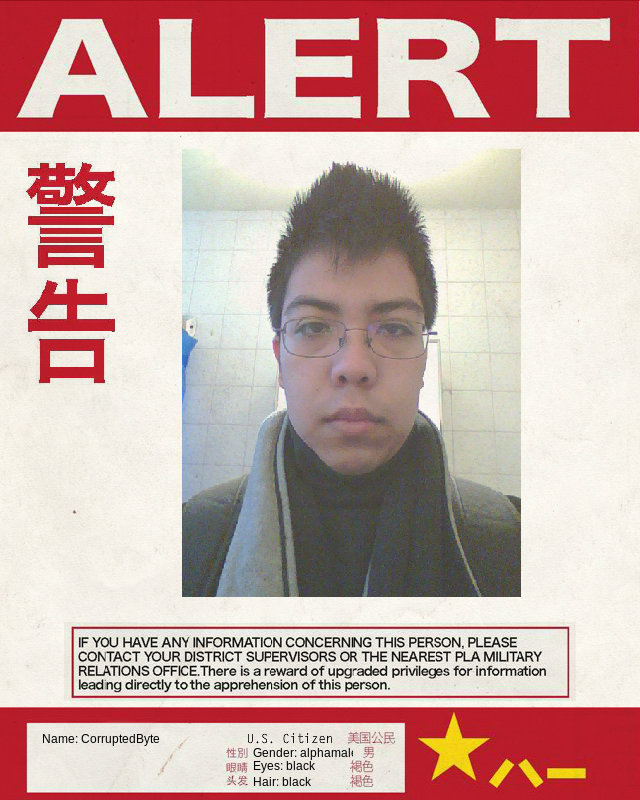 ALERT
警告
IF YOU HAVE ANY INFORMATION CONCERNING THIS PERSON, PLEASE
CONTACT YOUR DISTRICT SUPERVISORS OR THE NEAREST PLA MILITARY
RELATIONS OFFICE.There is a reward of upgraded privileges for information
leading directly to the apprehension of this person.
Name: CorruptedByte
U.S. Citizen 美国公民
性別 Gender: alphamale 男
眼睛 Eyes: black 褐色
头发 Hair: black 褐色
八一